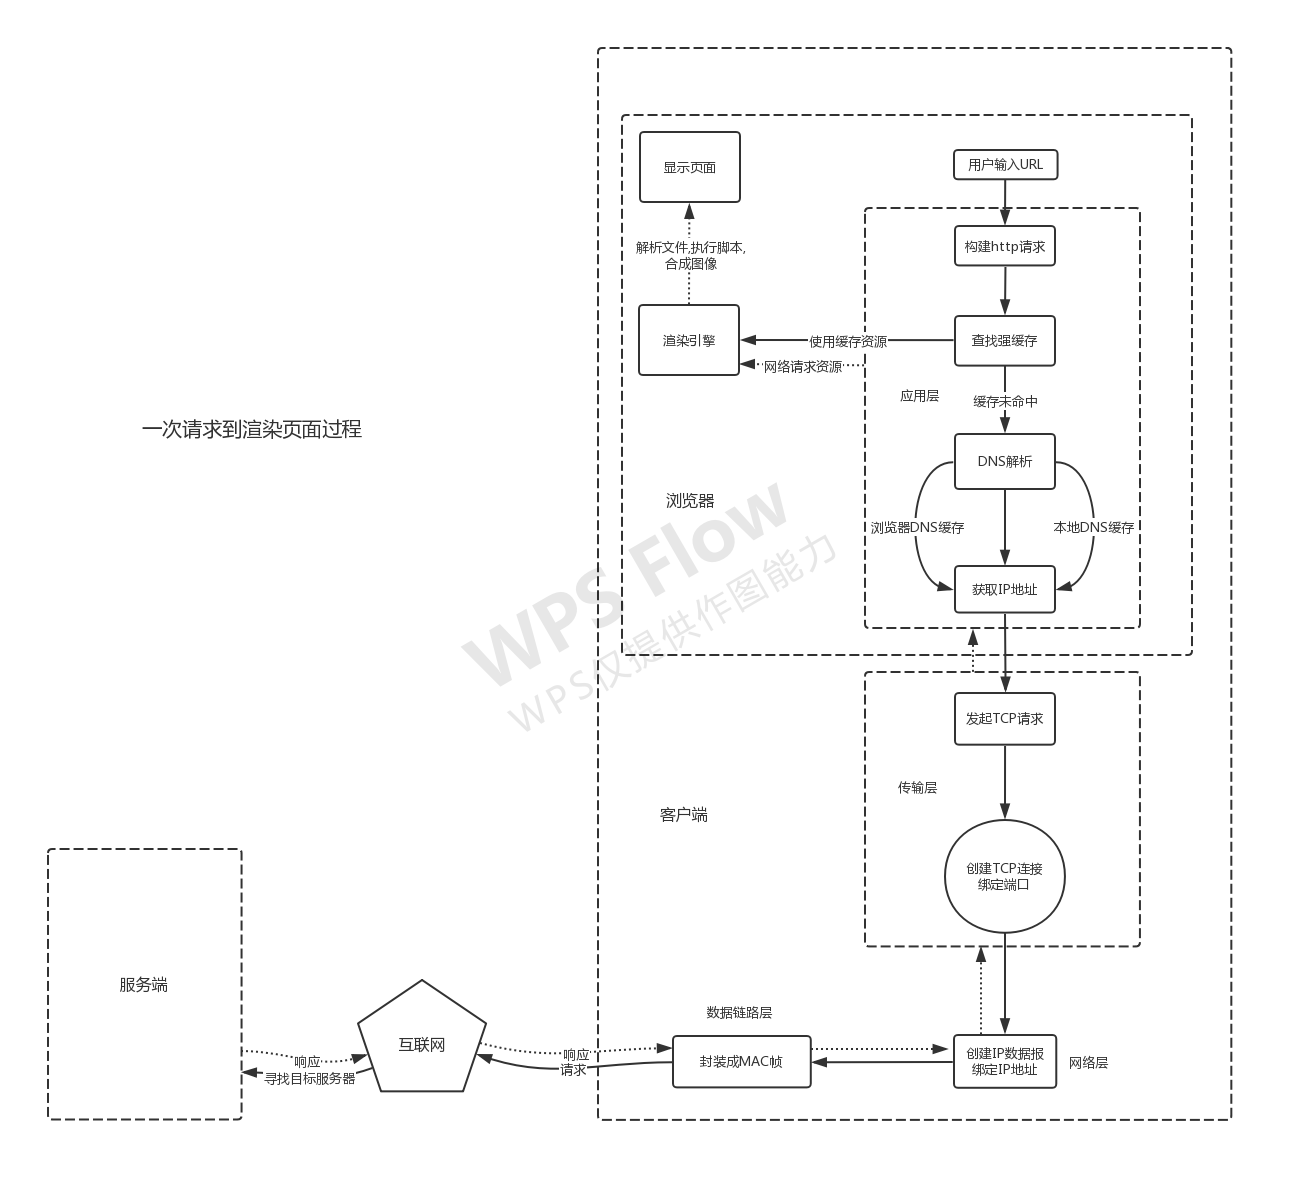 用户输入URL
显示页面
构建http请求
解析文件,执行脚本,
合成图像
渲染引擎
使用缓存资源
查找强缓存
网络请求资源
应用层
缓存未命中
一次请求到渲染页面过程
DNS解析
浏览器
浏览器DNS缓存
本地DNS缓存
获取IP地址
WPS Flow
WPS仅提供作图能力
发起TCP请求
传输层
客户端
创建TCP连接
绑定端口
服务端
数据链路层
互联网
响应
寻找目标服务器
响应
请求
封装成MAC帧
创建IP数据报
绑定IP地址
网络层